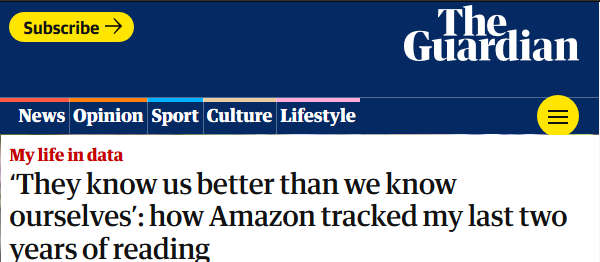 Subscribe →
The
Guardian
News Opinion Sport Culture Lifestyle
My life in data
‘They know us better than we know
ourselves’: how Amazon tracked my last two
years of reading